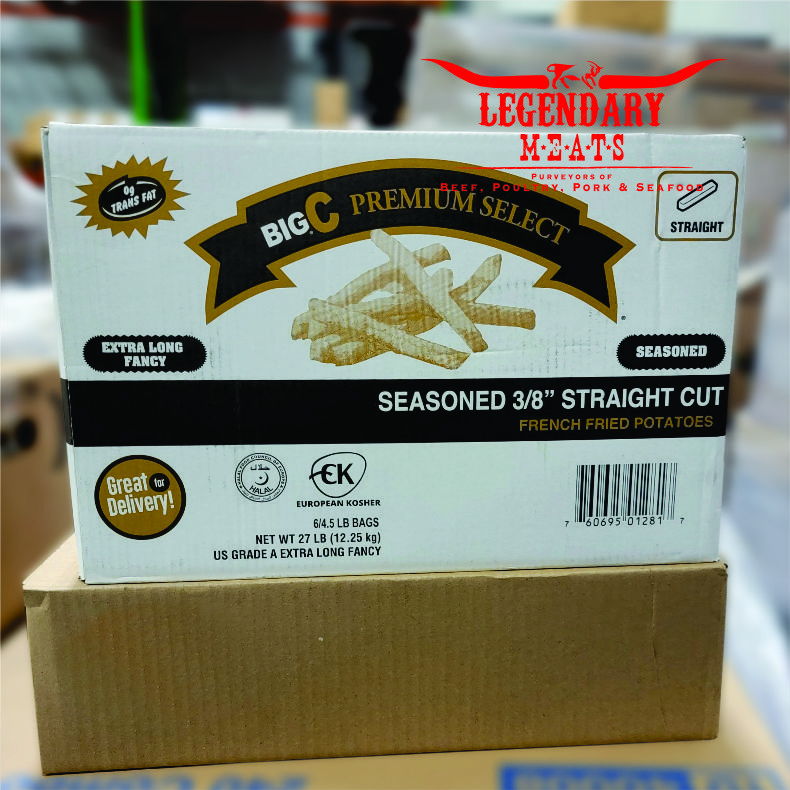 LEGENDARY
M·E·A·T·S
PURVEYORS OF
BEEF, POULTRY, PORK & SEAFOOD
0g
TRANS FAT
BIG C PREMIUM SELECT
STRAIGHT
EXTRA LONG
FANCY
SEASONED
SEASONED 3/8” STRAIGHT CUT
FRENCH FRIED POTATOES
Great for
Delivery!
حلال
HALAL
CK
EUROPEAN KOSHER
6/4.5 LB BAGS
NET WT 27 LB (12.25 kg)
US GRADE A EXTRA LONG FANCY
7 60695 01281 7